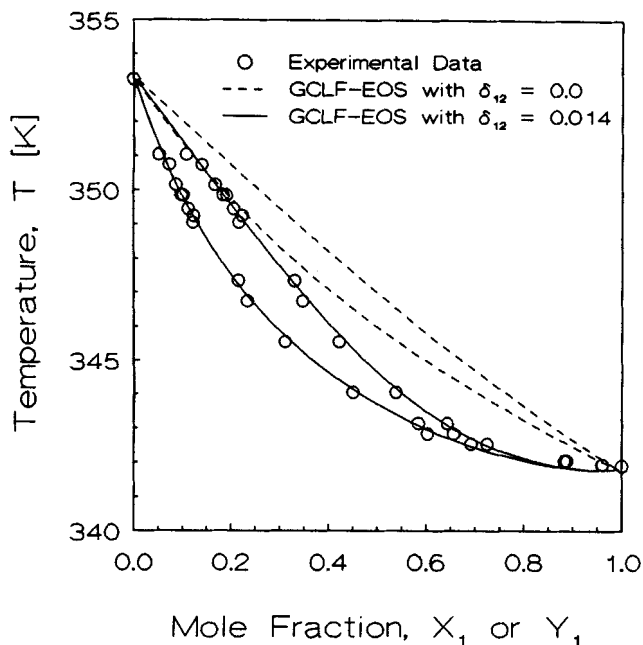 355
Experimental Data
GCLF-EOS with δ₁₂ = 0.0
GCLF-EOS with δ₁₂ = 0.014
350
345
340
Temperature, T [K]
0.0 0.2 0.4 0.6 0.8 1.0
Mole Fraction, X₁ or Y₁